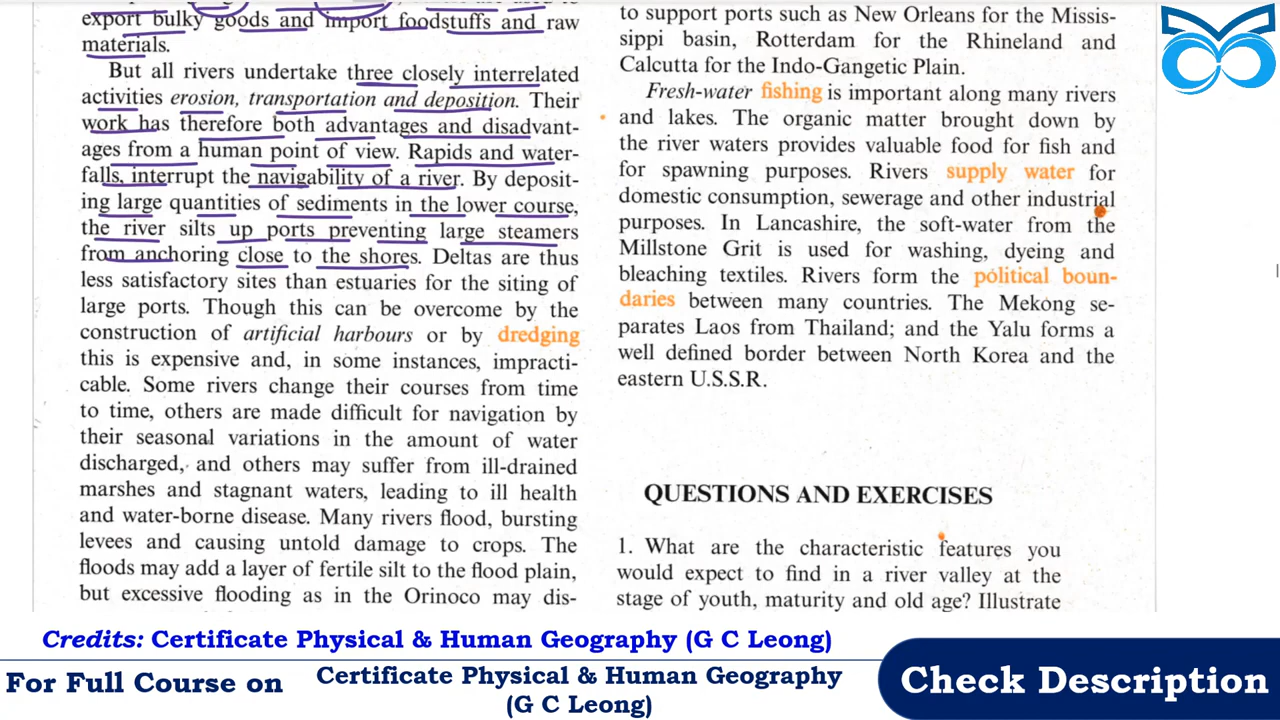 export bulky goods and import foodstuffs and raw
materials.
But all rivers undertake three closely interrelated
activities erosion, transportation and deposition. Their
work has therefore both advantages and disadvant-
ages from a human point of view. Rapids and water-
falls, interrupt the navigability of a river. By deposit-
ing large quantities of sediments in the lower course,
the river silts up ports preventing large steamers
from anchoring close to the shores. Deltas are thus
less satisfactory sites than estuaries for the siting of
large ports. Though this can be overcome by the
construction of artificial harbours or by dredging
this is expensive and, in some instances, impracti-
cable. Some rivers change their courses from time
to time, others are made difficult for navigation by
their seasonal variations in the amount of water
discharged, and others may suffer from ill-drained
marshes and stagnant waters, leading to ill health
and water-borne disease. Many rivers flood, bursting
levees and causing untold damage to crops. The
floods may add a layer of fertile silt to the flood plain,
but excessive flooding as in the Orinoco may dis-
to support ports such as New Orleans for the Missis-
sippi basin, Rotterdam for the Rhineland and
Calcutta for the Indo-Gangetic Plain.
Fresh-water fishing is important along many rivers
and lakes. The organic matter brought down by
the river waters provides valuable food for fish and
for spawning purposes. Rivers supply water for
domestic consumption, sewerage and other industrial
purposes. In Lancashire, the soft-water from the
Millstone Grit is used for washing, dyeing and
bleaching textiles. Rivers form the political boun-
daries between many countries. The Mekong se-
parates Laos from Thailand; and the Yalu forms a
well defined border between North Korea and the
eastern U.S.S.R.
QUESTIONS AND EXERCISES
1. What are the characteristic features you
would expect to find in a river valley at the
stage of youth, maturity and old age? Illustrate
Credits: Certificate Physical & Human Geography (G C Leong)
For Full Course on
Certificate Physical & Human Geography
(G C Leong)
Check Description